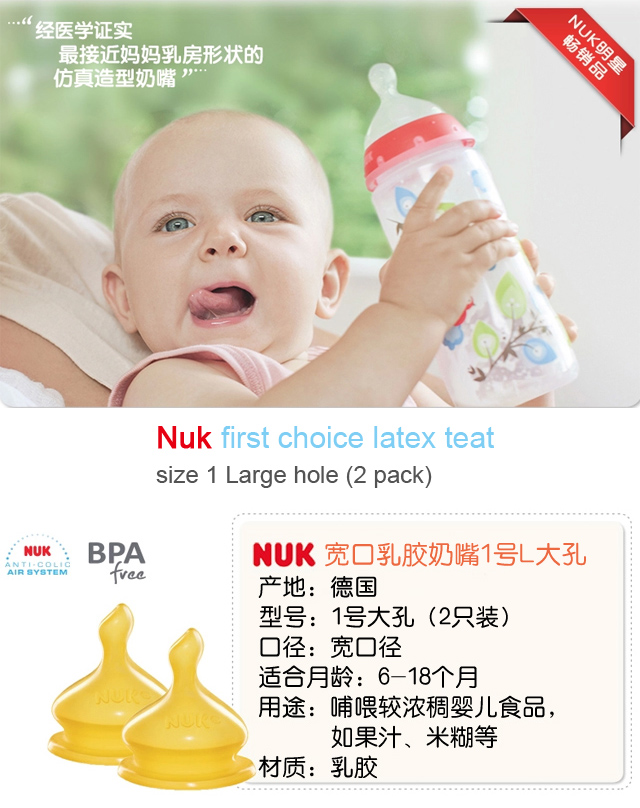 “经医学证实
最接近妈妈乳房形状的
仿真造型奶嘴”
NUK明星
畅销品
Nuk first choice latex teat
size 1 Large hole (2 pack)
NUK
ANTI-COLIC
AIR SYSTEM
BPA
free
NUK 宽口乳胶奶嘴1号L大孔
产地：德国
型号：1号大孔（2只装）
口径：宽口径
适合月龄：6-18个月
用途：哺喂较浓稠婴儿食品，
如果汁、米糊等
材质：乳胶
NUK
NUK